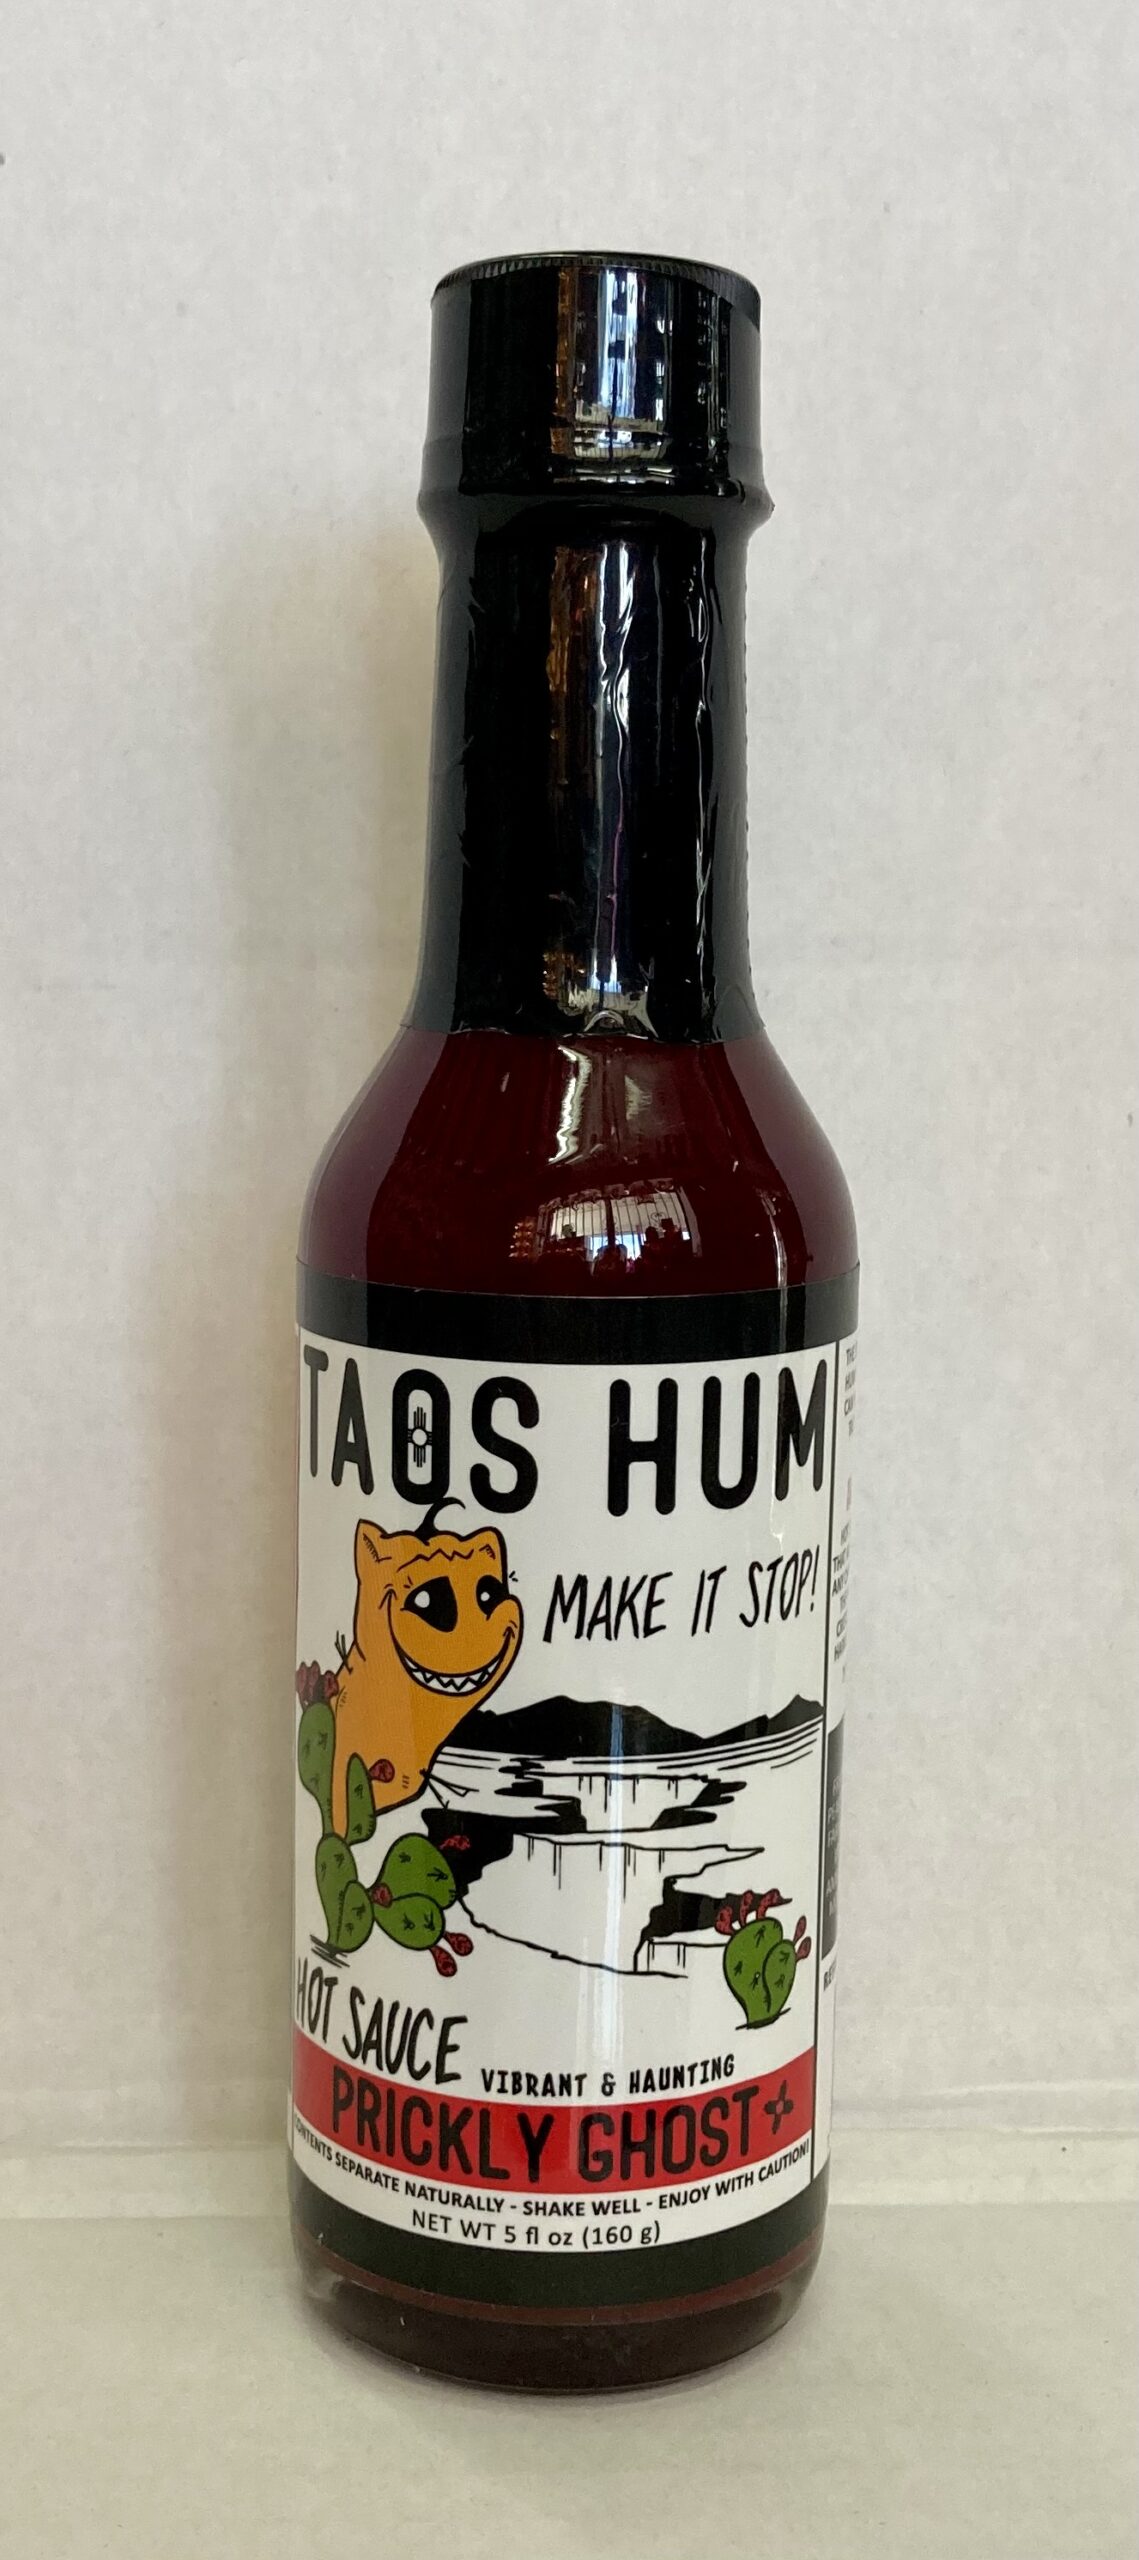 TAOS HUM
MAKE IT STOP!
HOT SAUCE
VIBRANT & HAUNTING
PRICKLY GHOST
CONTENTS SEPARATE NATURALLY - SHAKE WELL - ENJOY WITH CAUTION!
NET WT 5 fl oz (160 g)